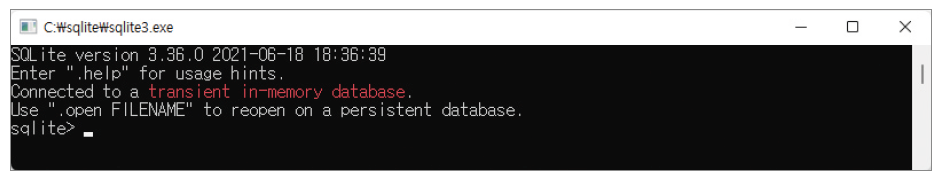 C:₩sqlite₩sqlite3.exe
SQLite version 3.36.0 2021-06-18 18:36:39
Enter ".help" for usage hints.
Connected to a transient in-memory database.
Use ".open FILENAME" to reopen on a persistent database.
sqlite>